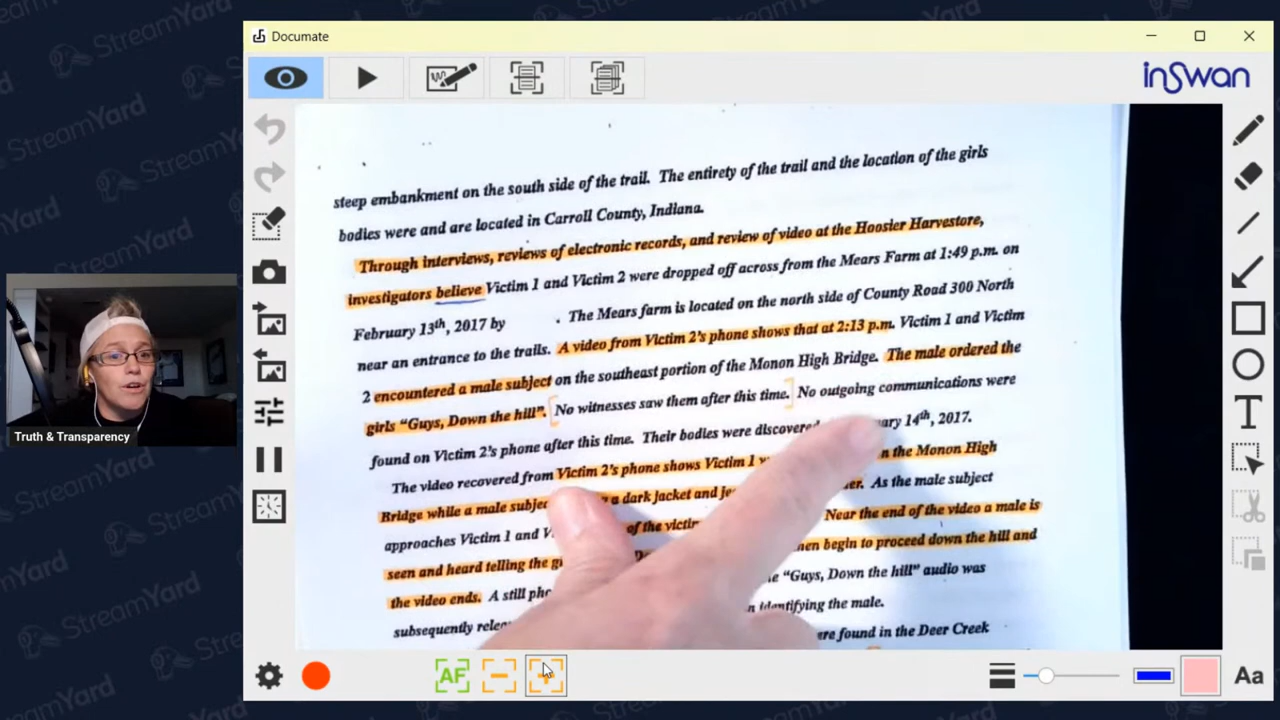 StreamYard
Documate
inSwan
steep embankment on the south side of the trail. The entirety of the trail and the location of the girls
bodies were and are located in Carroll County, Indiana.
Through interviews, reviews of electronic records, and review of video at the Hoosier Harvestore,
investigators believe Victim 1 and Victim 2 were dropped off across from the Mears Farm at 1:49 p.m. on
February 13th, 2017 by . The Mears farm is located on the north side of County Road 300 North
near an entrance to the trails. A video from Victim 2's phone shows that at 2:13 p.m. Victim 1 and Victim
2 encountered a male subject on the southeast portion of the Monon High Bridge. The male ordered the
girls “Guys, Down the hill”. No witnesses saw them after this time. No outgoing communications were
found on Victim 2's phone after this time. Their bodies were discovered 14th, 2017.
The video recovered from Victim 2's phone shows Victim 1 the Monon High
Bridge while a male subject a dark jacket and As the male subject
approaches Victim 1 and of the Near the end of the video a male is
seen and heard telling the begin to proceed down the hill and
the video ends. A still “Guys, Down the hill” audio was
subsequently identifying the male.
found in the Deer Creek
Truth & Transparency
AF
T
Aa